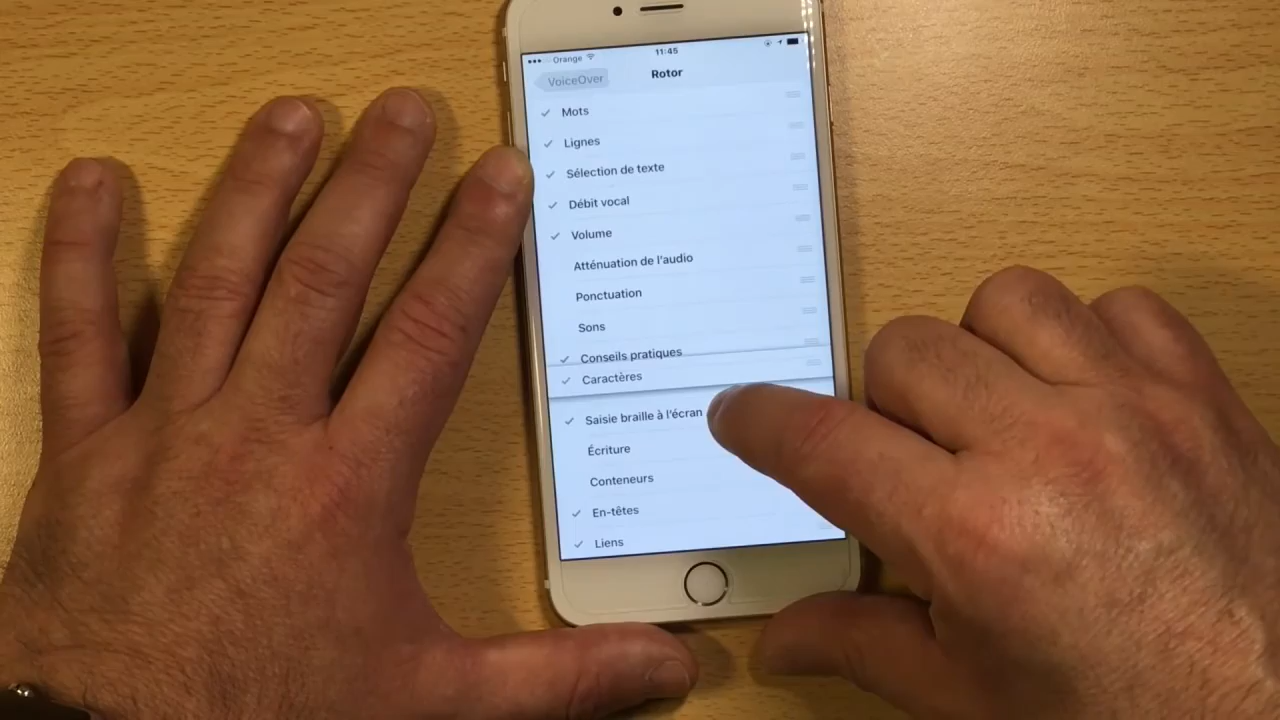 Orange
11:45
VoiceOver
Rotor
Mots
Lignes
Sélection de texte
Débit vocal
Volume
Atténuation de l'audio
Ponctuation
Sons
Conseils pratiques
Caractères
Saisie braille à l'écran
Écriture
Conteneurs
En-têtes
Liens